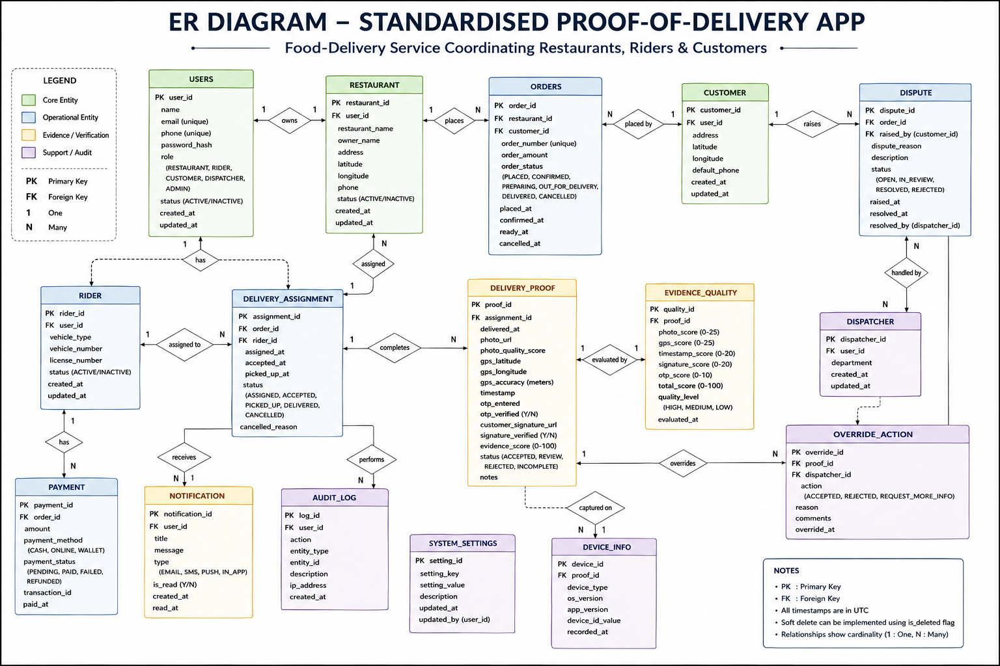 ER DIAGRAM – STANDARDISED PROOF-OF-DELIVERY APP
Food-Delivery Service Coordinating Restaurants, Riders & Customers
LEGEND
Core Entity
Operational Entity
Evidence / Verification
Support / Audit
PK Primary Key
FK Foreign Key
1 One
N Many
USERS
PK user_id
name
email (unique)
phone (unique)
password_hash
role
(RESTAURANT, RIDER,
CUSTOMER, DISPATCHER,
ADMIN)
status (ACTIVE/INACTIVE)
created_at
updated_at
1 owns 1
RESTAURANT
PK restaurant_id
FK user_id
restaurant_name
owner_name
address
latitude
longitude
phone
status (ACTIVE/INACTIVE)
created_at
updated_at
1 places N
ORDERS
PK order_id
FK restaurant_id
FK customer_id
order_number (unique)
order_amount
order_status
(PLACED, CONFIRMED,
PREPARING, OUT_FOR_DELIVERY,
DELIVERED, CANCELLED)
placed_at
confirmed_at
ready_at
cancelled_at
N placed by 1
CUSTOMER
PK customer_id
FK user_id
address
latitude
longitude
default_phone
created_at
updated_at
1 raises N
DISPUTE
PK dispute_id
FK order_id
FK raised_by (customer_id)
dispute_reason
description
status
(OPEN, IN_REVIEW,
RESOLVED, REJECTED)
raised_at
resolved_at
resolved_by (dispatcher_id)
1
has
N
assigned
1
N
handled by
N
RIDER
PK rider_id
FK user_id
vehicle_type
vehicle_number
license_number
status (ACTIVE/INACTIVE)
created_at
updated_at
1 assigned to N
DELIVERY_ASSIGNMENT
PK assignment_id
FK order_id
FK rider_id
assigned_at
accepted_at
picked_up_at
status
(ASSIGNED, ACCEPTED,
PICKED_UP, DELIVERED,
CANCELLED)
cancelled_reason
1 completes N
DELIVERY_PROOF
PK proof_id
FK assignment_id
delivered_at
photo_url
photo_quality_score
gps_latitude
gps_longitude
gps_accuracy (meters)
timestamp
otp_entered
otp_verified (Y/N)
customer_signature_url
signature_verified (Y/N)
evidence_score (0-100)
status (ACCEPTED, REVIEW,
REJECTED, INCOMPLETE)
notes
1 evaluated by 1
EVIDENCE_QUALITY
PK quality_id
FK proof_id
photo_score (0-25)
gps_score (0-25)
timestamp_score (0-20)
signature_score (0-20)
otp_score (0-10)
total_score (0-100)
quality_level
(HIGH, MEDIUM, LOW)
evaluated_at
DISPATCHER
PK dispatcher_id
FK user_id
department
created_at
updated_at
1
has
N
receives
N 1
performs
N
1 overrides N
OVERRIDE_ACTION
PK override_id
FK proof_id
FK dispatcher_id
action
(ACCEPTED, REJECTED, REQUEST_MORE_INFO)
reason
comments
override_at
PAYMENT
PK payment_id
FK order_id
amount
payment_method
(CASH, ONLINE, WALLET)
payment_status
(PENDING, PAID, FAILED,
REFUNDED)
transaction_id
paid_at
NOTIFICATION
PK notification_id
FK user_id
title
message
type
(EMAIL, SMS, PUSH, IN_APP)
is_read (Y/N)
created_at
read_at
AUDIT_LOG
PK log_id
FK user_id
action
entity_type
entity_id
description
ip_address
created_at
SYSTEM_SETTINGS
PK setting_id
setting_key
setting_value
description
updated_at
updated_by (user_id)
captured on
N 1
DEVICE_INFO
PK device_id
FK proof_id
device_type
os_version
app_version
device_id_value
recorded_at
NOTES
• PK : Primary Key
• FK : Foreign Key
• All timestamps are in UTC
• Soft delete can be implemented using is_deleted flag
• Relationships show cardinality (1 : One, N : Many)